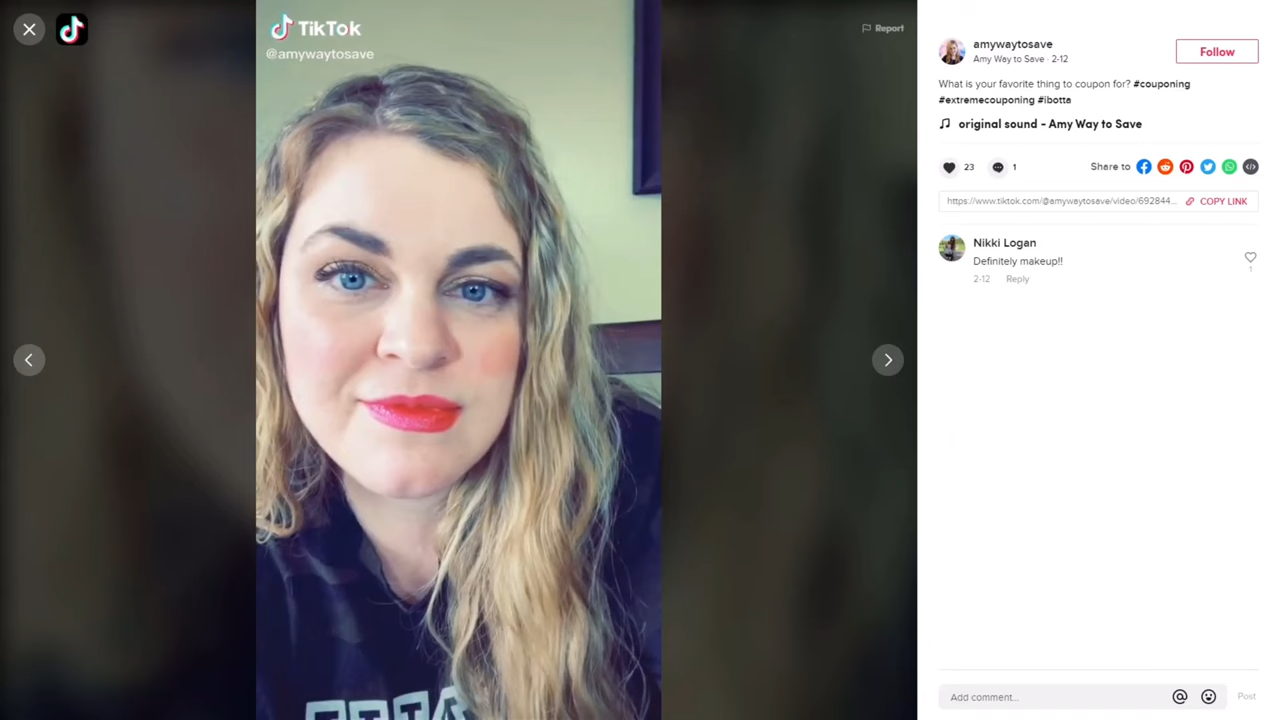 TikTok
@amywaytosave
Report
amywaytosave
Follow
Amy Way to Save · 2-12
What is your favorite thing to coupon for? #couponing
#extremecouponing #ibotta
original sound - Amy Way to Save
23
1
Share to
https://www.tiktok.com/@amywaytosave/video/692844...
COPY LINK
Nikki Logan
Definitely makeup!!
2-12
Reply
1
Add comment...
Post